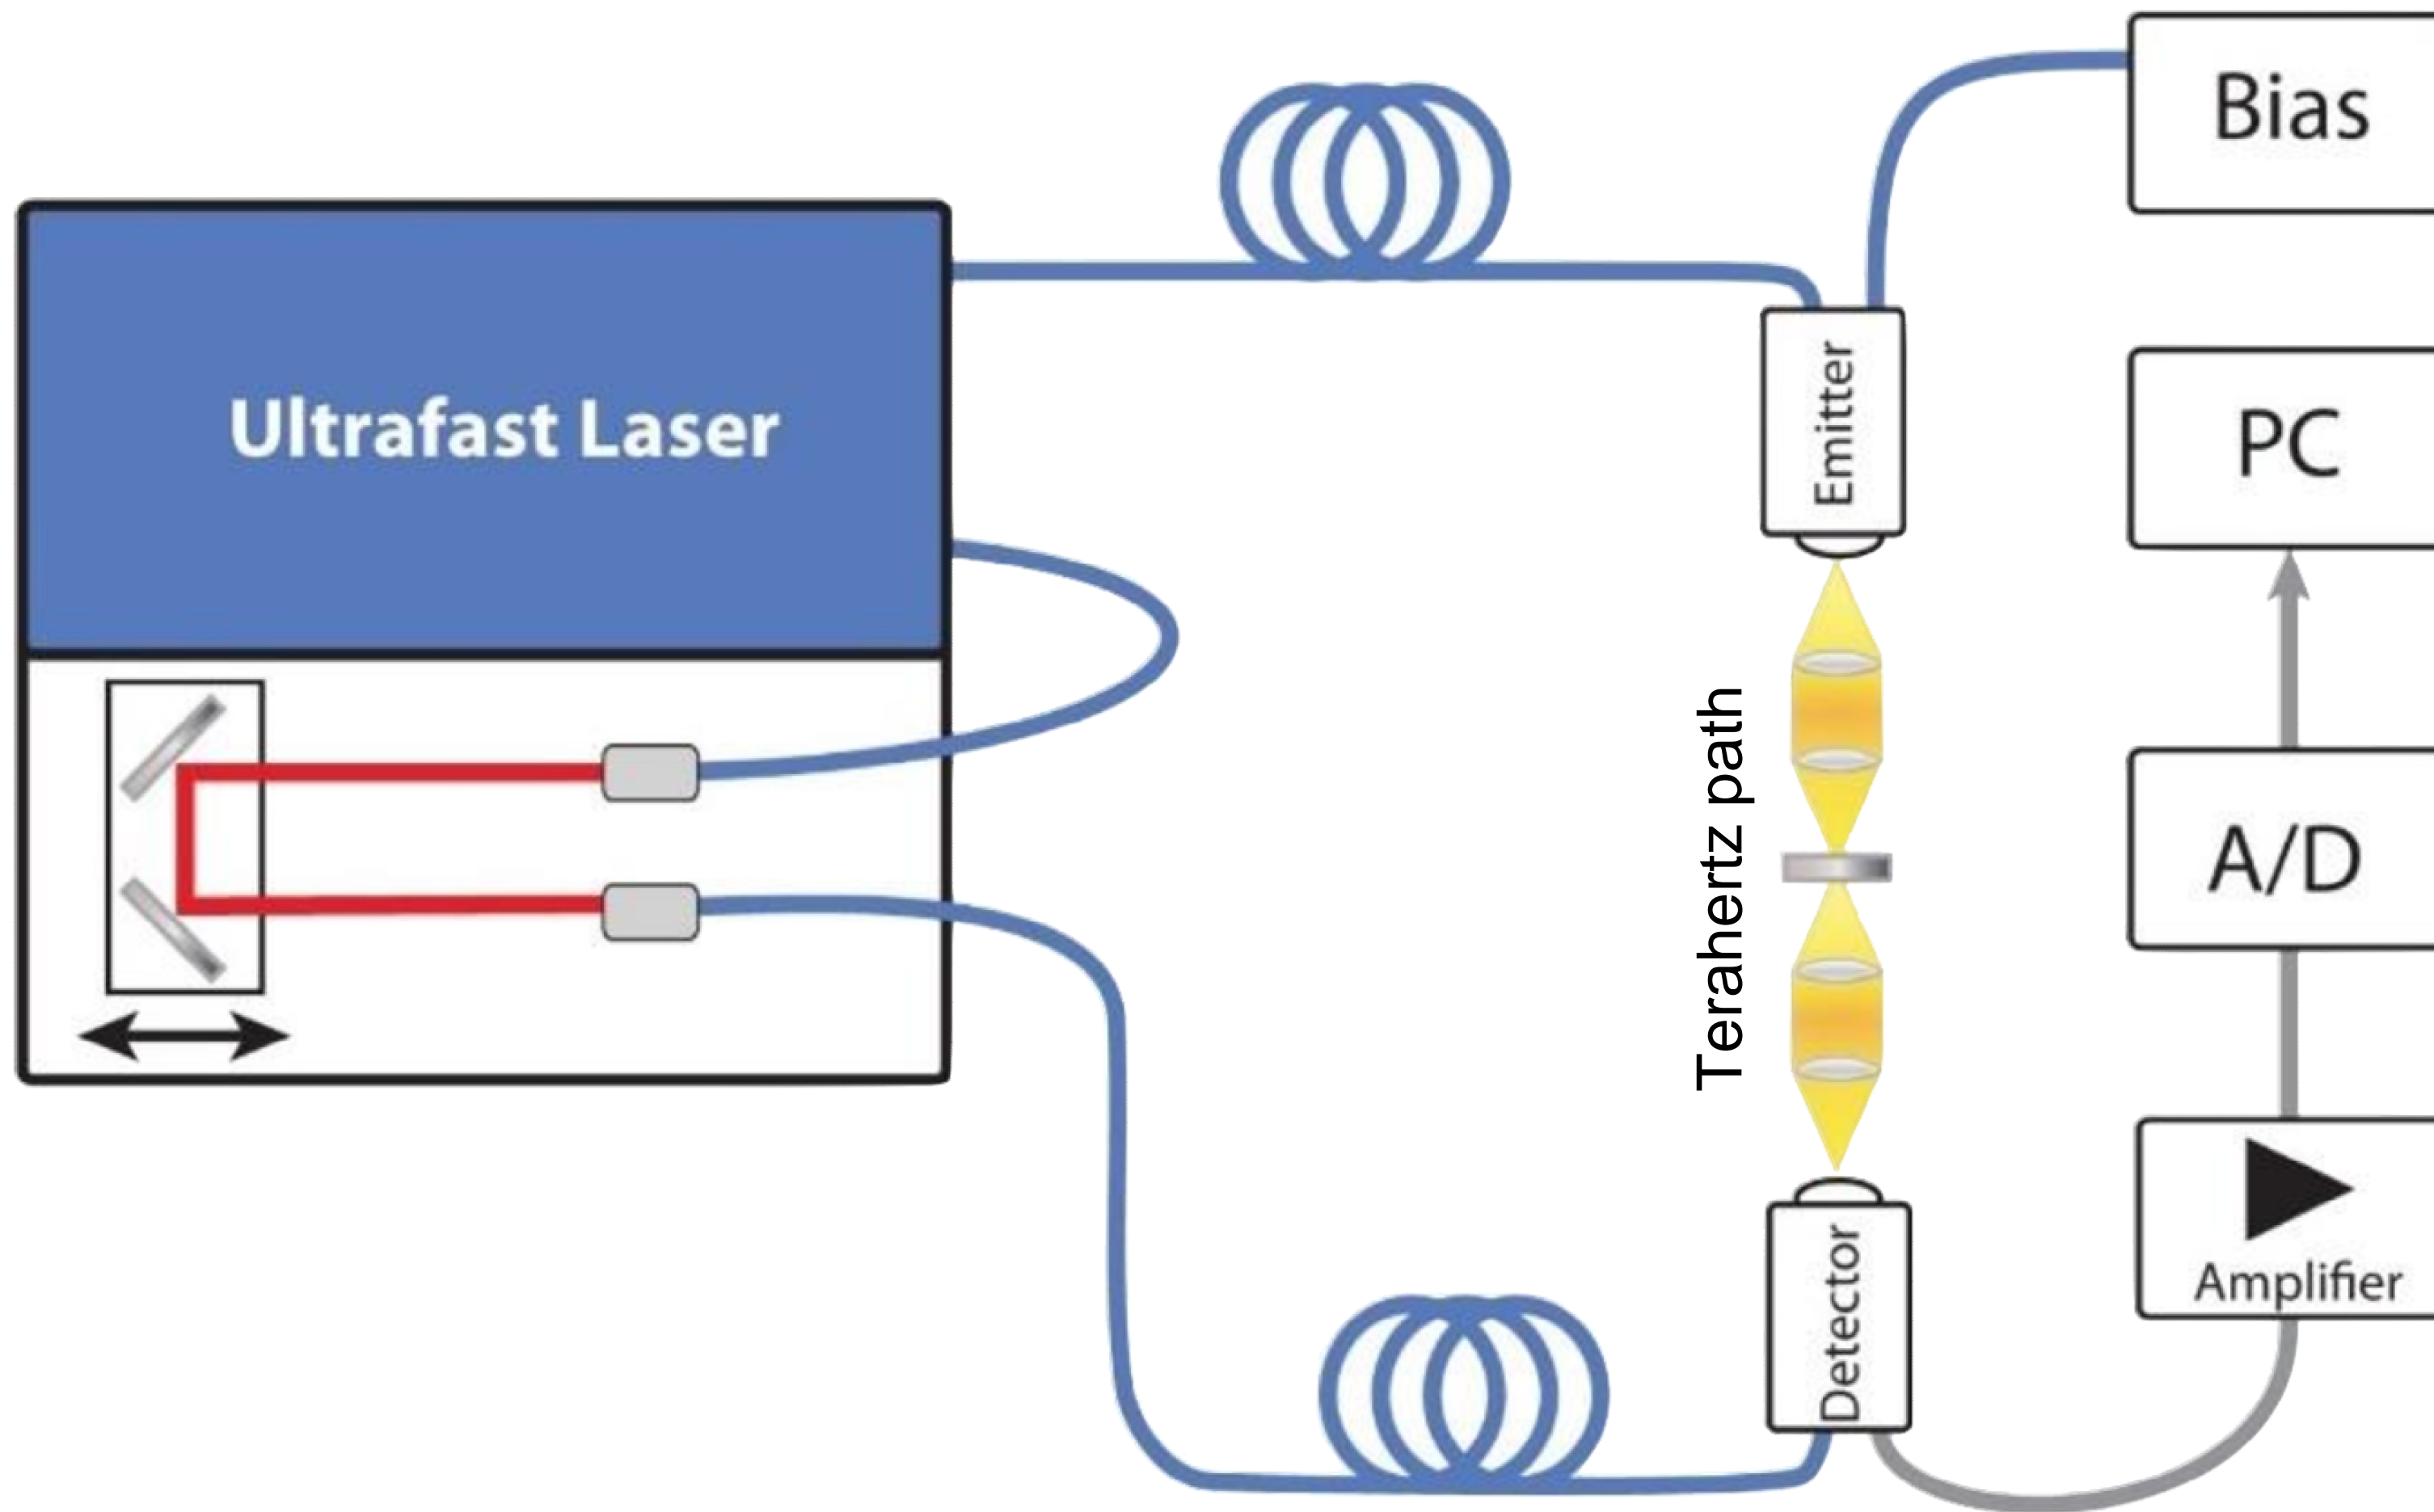 Bias
Ultrafast Laser
Emitter
PC
Terahertz path
A/D
Detector
Amplifier